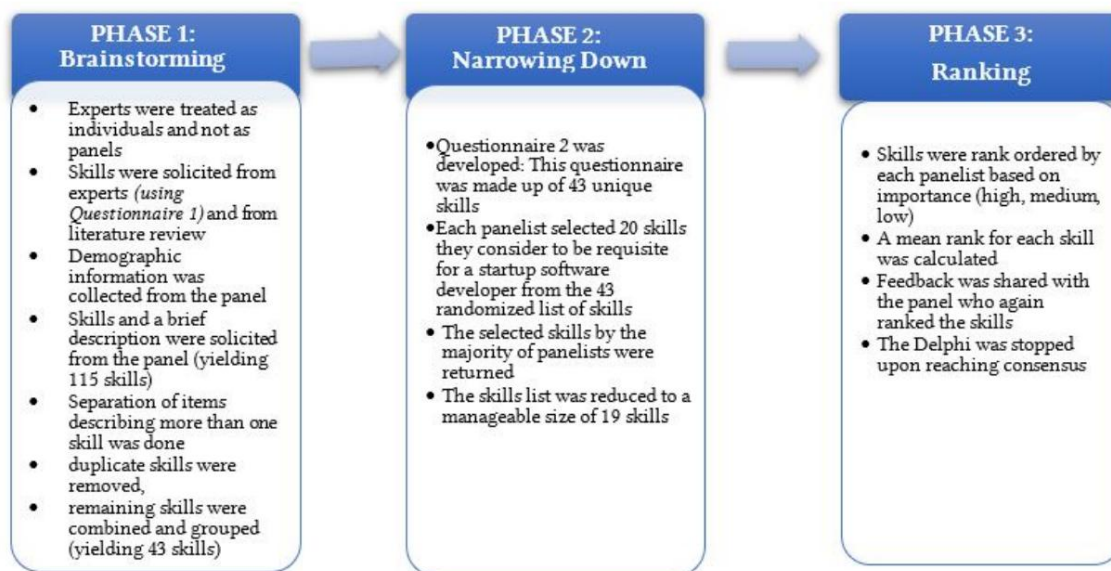 PHASE 1:
Brainstorming
• Experts were treated as
individuals and not as
panels
• Skills were solicited from
experts (using
Questionnaire 1) and from
literature review
• Demographic
information was
collected from the panel
• Skills and a brief
description were solicited
from the panel (yielding
115 skills)
• Separation of items
describing more than one
skill was done
• duplicate skills were
removed,
• remaining skills were
combined and grouped
(yielding 43 skills)
PHASE 2:
Narrowing Down
•Questionnaire 2 was
developed: This questionnaire
was made up of 43 unique
skills
•Each panelist selected 20 skills
they consider to be requisite
for a startup software
developer from the 43
randomized list of skills
• The selected skills by the
majority of panelists were
returned
• The skills list was reduced to a
manageable size of 19 skills
PHASE 3:
Ranking
• Skills were rank ordered by
each panelist based on
importance (high, medium,
low)
• A mean rank for each skill
was calculated
• Feedback was shared with
the panel who again
ranked the skills
• The Delphi was stopped
upon reaching consensus